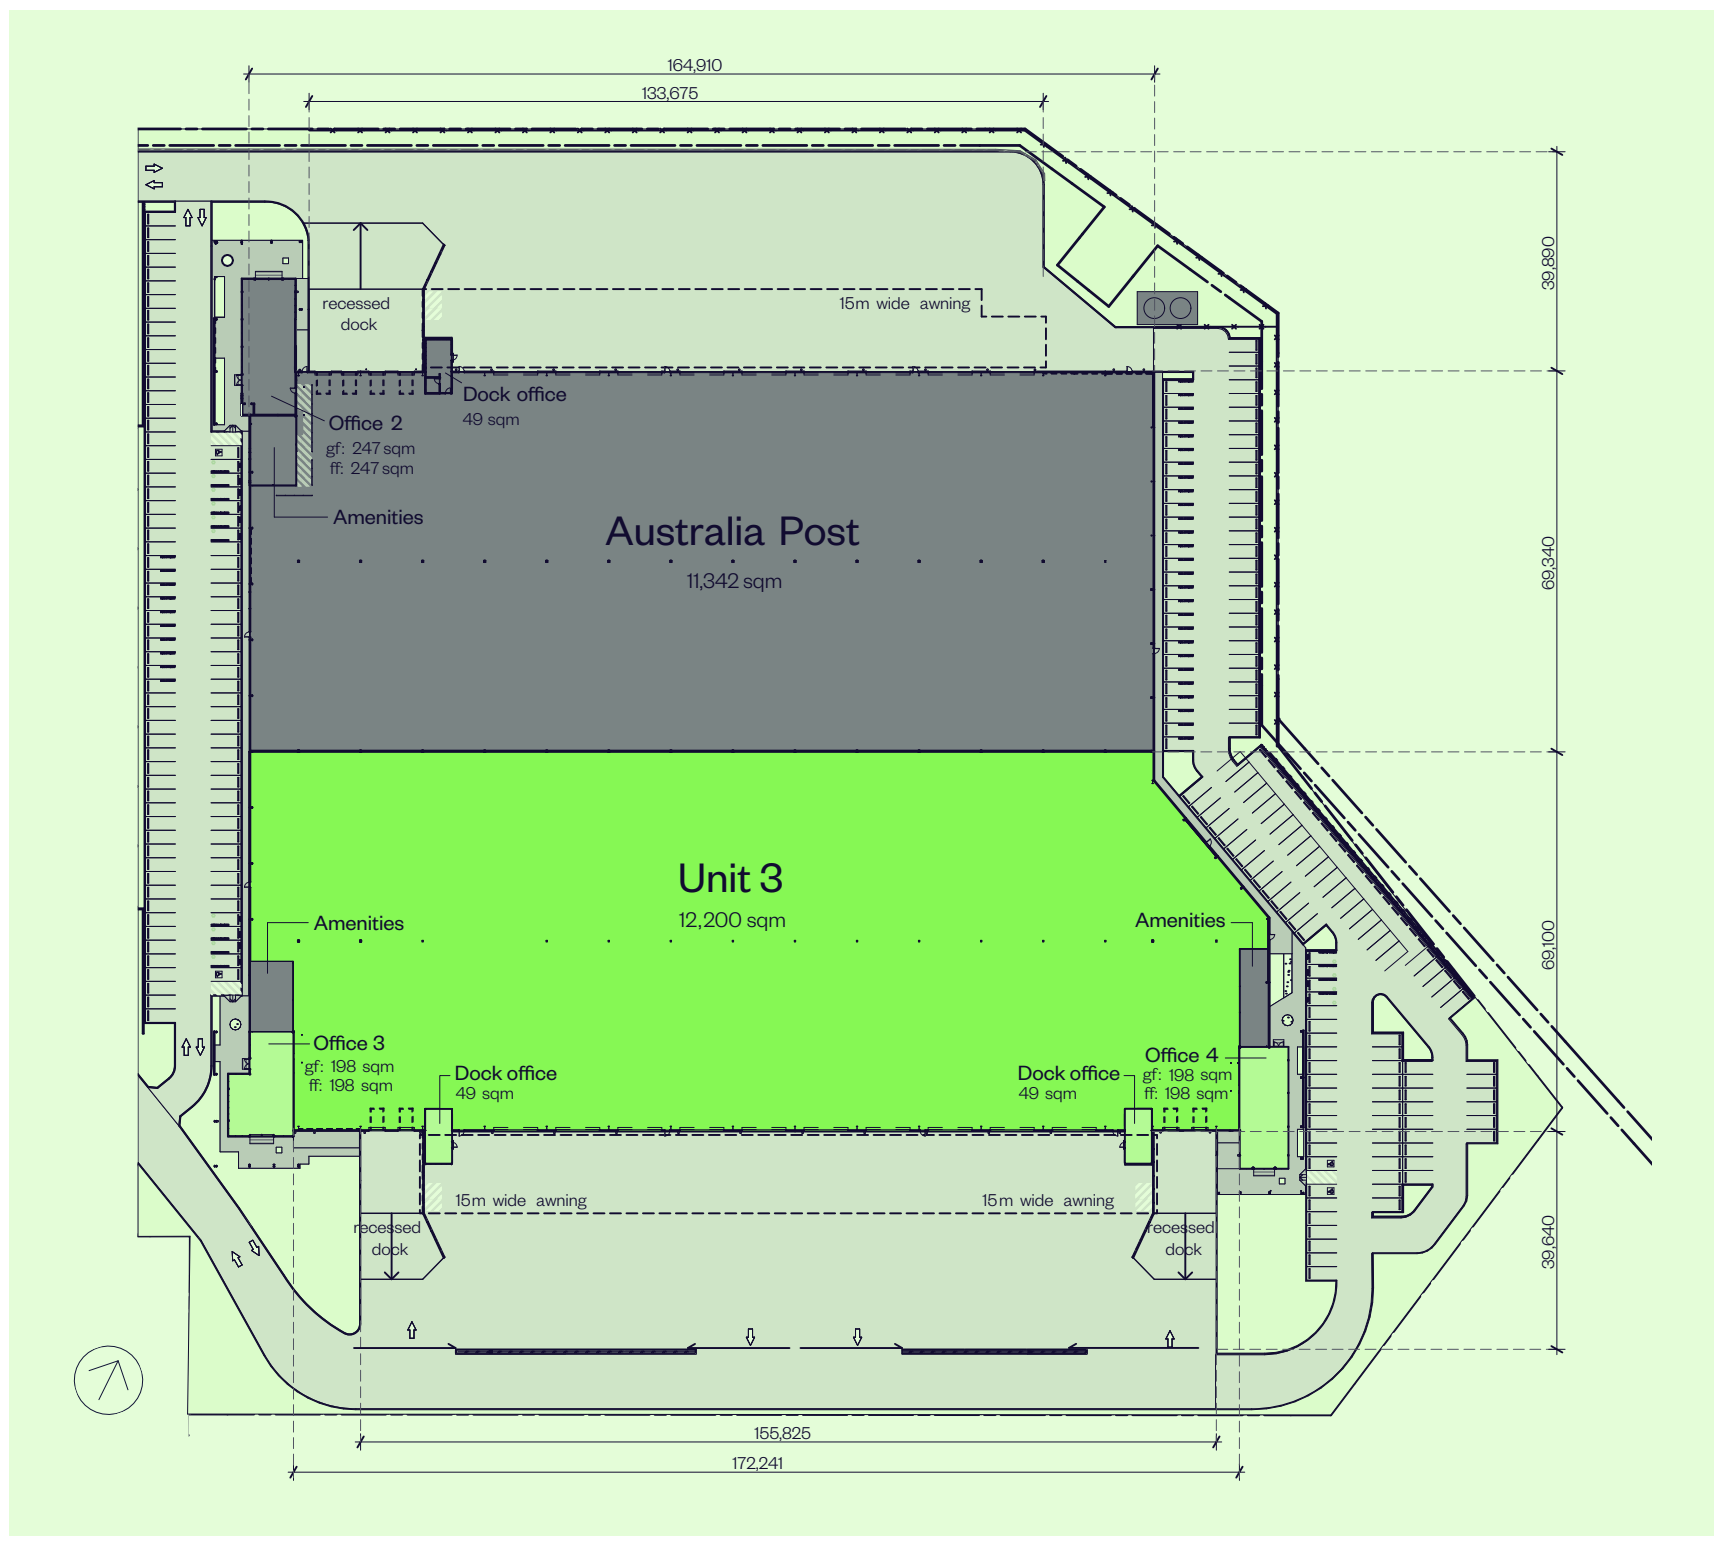 164,910
133,675
39,890
recessed
dock
15m wide awning
Dock office
49 sqm
Office 2
gf: 247 sqm
ff: 247 sqm
Amenities
Australia Post
11,342 sqm
69,340
Unit 3
12,200 sqm
Amenities
Amenities
69,100
Office 3
gf: 198 sqm
ff: 198 sqm
Dock office
49 sqm
Dock office
49 sqm
Office 4
gf: 198 sqm
ff: 198 sqm
15m wide awning
15m wide awning
recessed
dock
recessed
dock
39,640
155,825
172,241